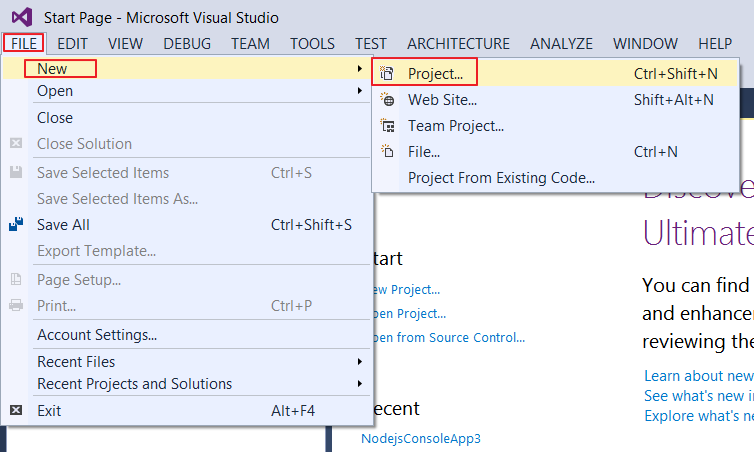 Start Page - Microsoft Visual Studio
FILE EDIT VIEW DEBUG TEAM TOOLS TEST ARCHITECTURE ANALYZE WINDOW HELP
New
Open
Close
Close Solution
Save Selected Items Ctrl+S
Save Selected Items As...
Save All Ctrl+Shift+S
Export Template...
Page Setup...
Print... Ctrl+P
Account Settings...
Recent Files
Recent Projects and Solutions
Exit Alt+F4
Project... Ctrl+Shift+N
Web Site... Shift+Alt+N
Team Project...
File... Ctrl+N
Project From Existing Code...
tart
ew Project...
pen Project...
pen from Source Control...
ecent
NodejsConsoleApp3
Discove
Ultimate
You can find
and enhancer
reviewing the
Learn about new
See what's new in
Explore what's new